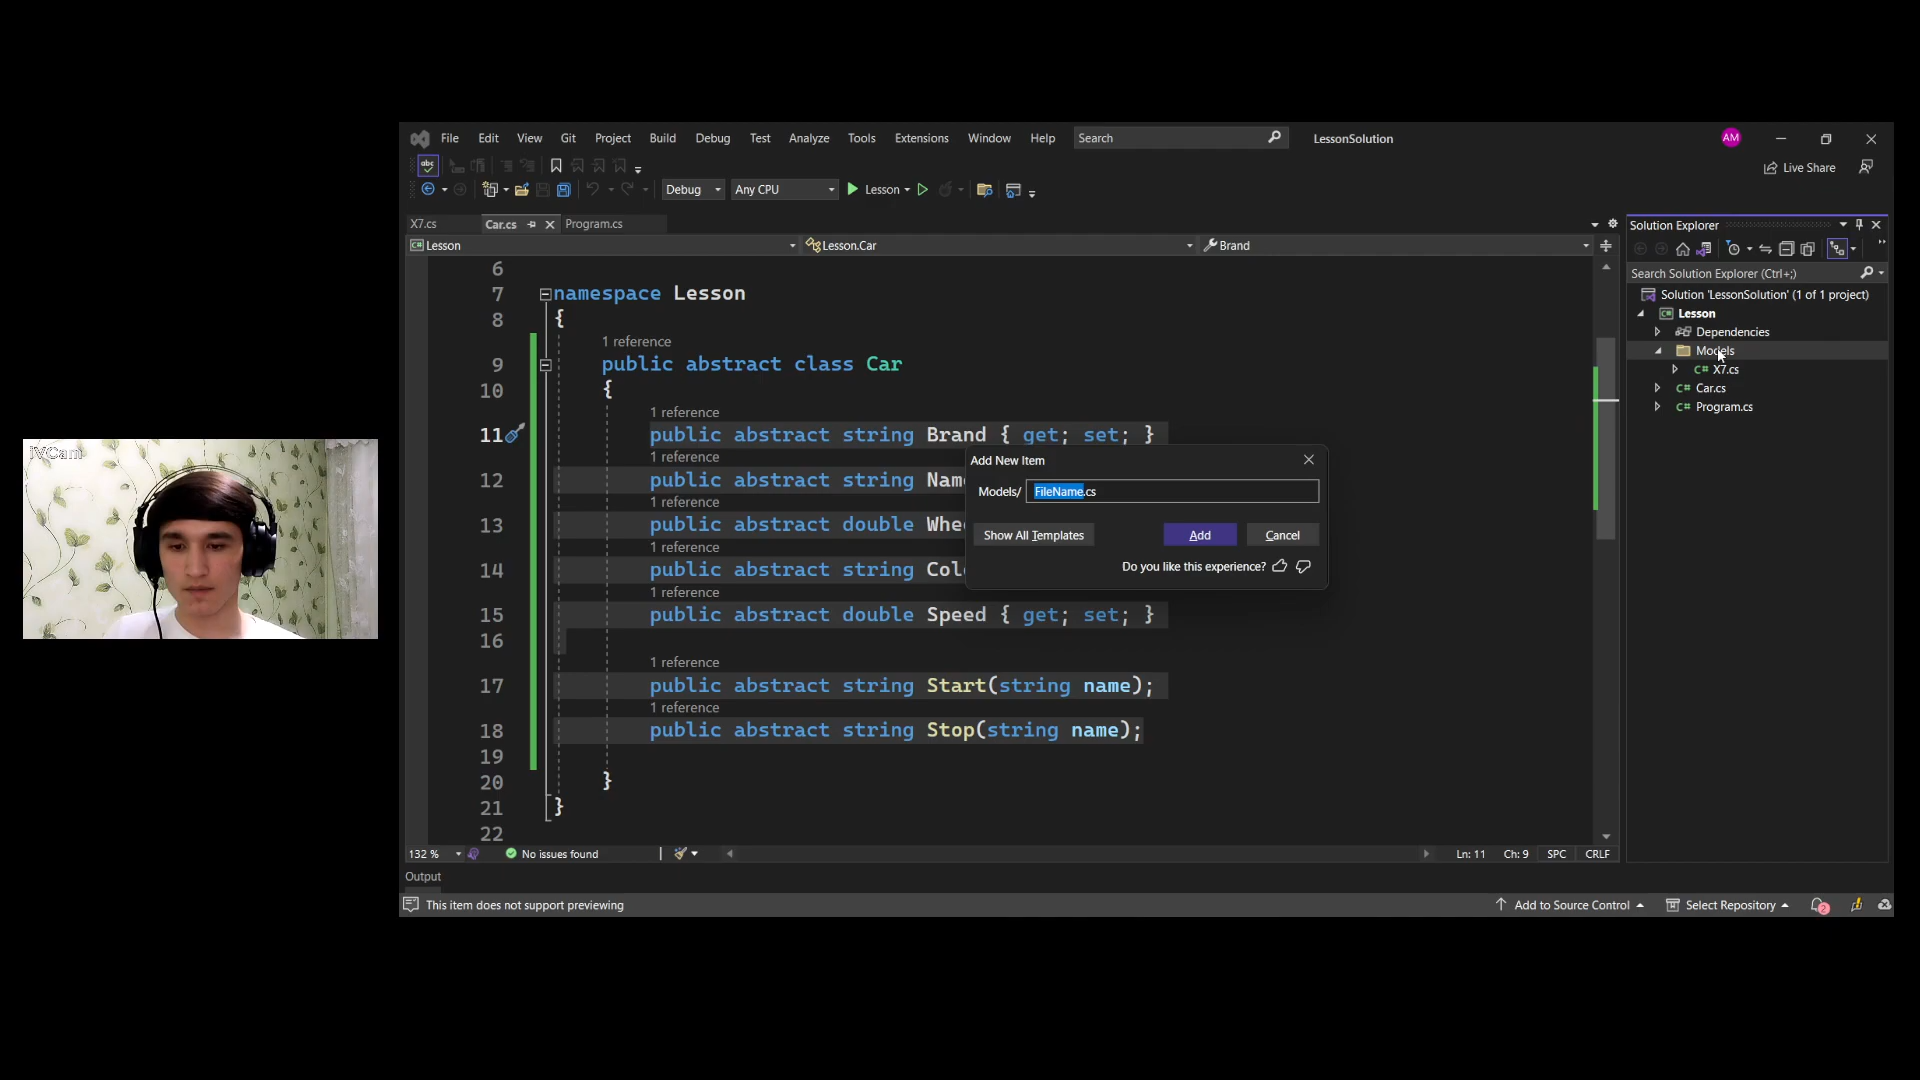 iVCam
File Edit View Git Project Build Debug Test Analyze Tools Extensions Window Help Search LessonSolution AM
Live Share
abc
Debug Any CPU Lesson
X7.cs Car.cs Program.cs
Lesson Lesson.Car Brand
6
7 namespace Lesson
8 {
1 reference
9 public abstract class Car
10 {
1 reference
11 public abstract string Brand { get; set; }
1 reference
12 public abstract string Nam
1 reference
13 public abstract double Whe
1 reference
14 public abstract string Col
1 reference
15 public abstract double Speed { get; set; }
16
1 reference
17 public abstract string Start(string name);
1 reference
18 public abstract string Stop(string name);
19
20 }
21 }
22
132 % No issues found Ln: 11 Ch: 9 SPC CRLF
Output
This item does not support previewing Add to Source Control Select Repository 2
Add New Item
Models/ FileName.cs
Show All Templates Add Cancel
Do you like this experience?
Solution Explorer
Search Solution Explorer (Ctrl+;)
Solution 'LessonSolution' (1 of 1 project)
Lesson
Dependencies
Models
C# X7.cs
C# Car.cs
C# Program.cs